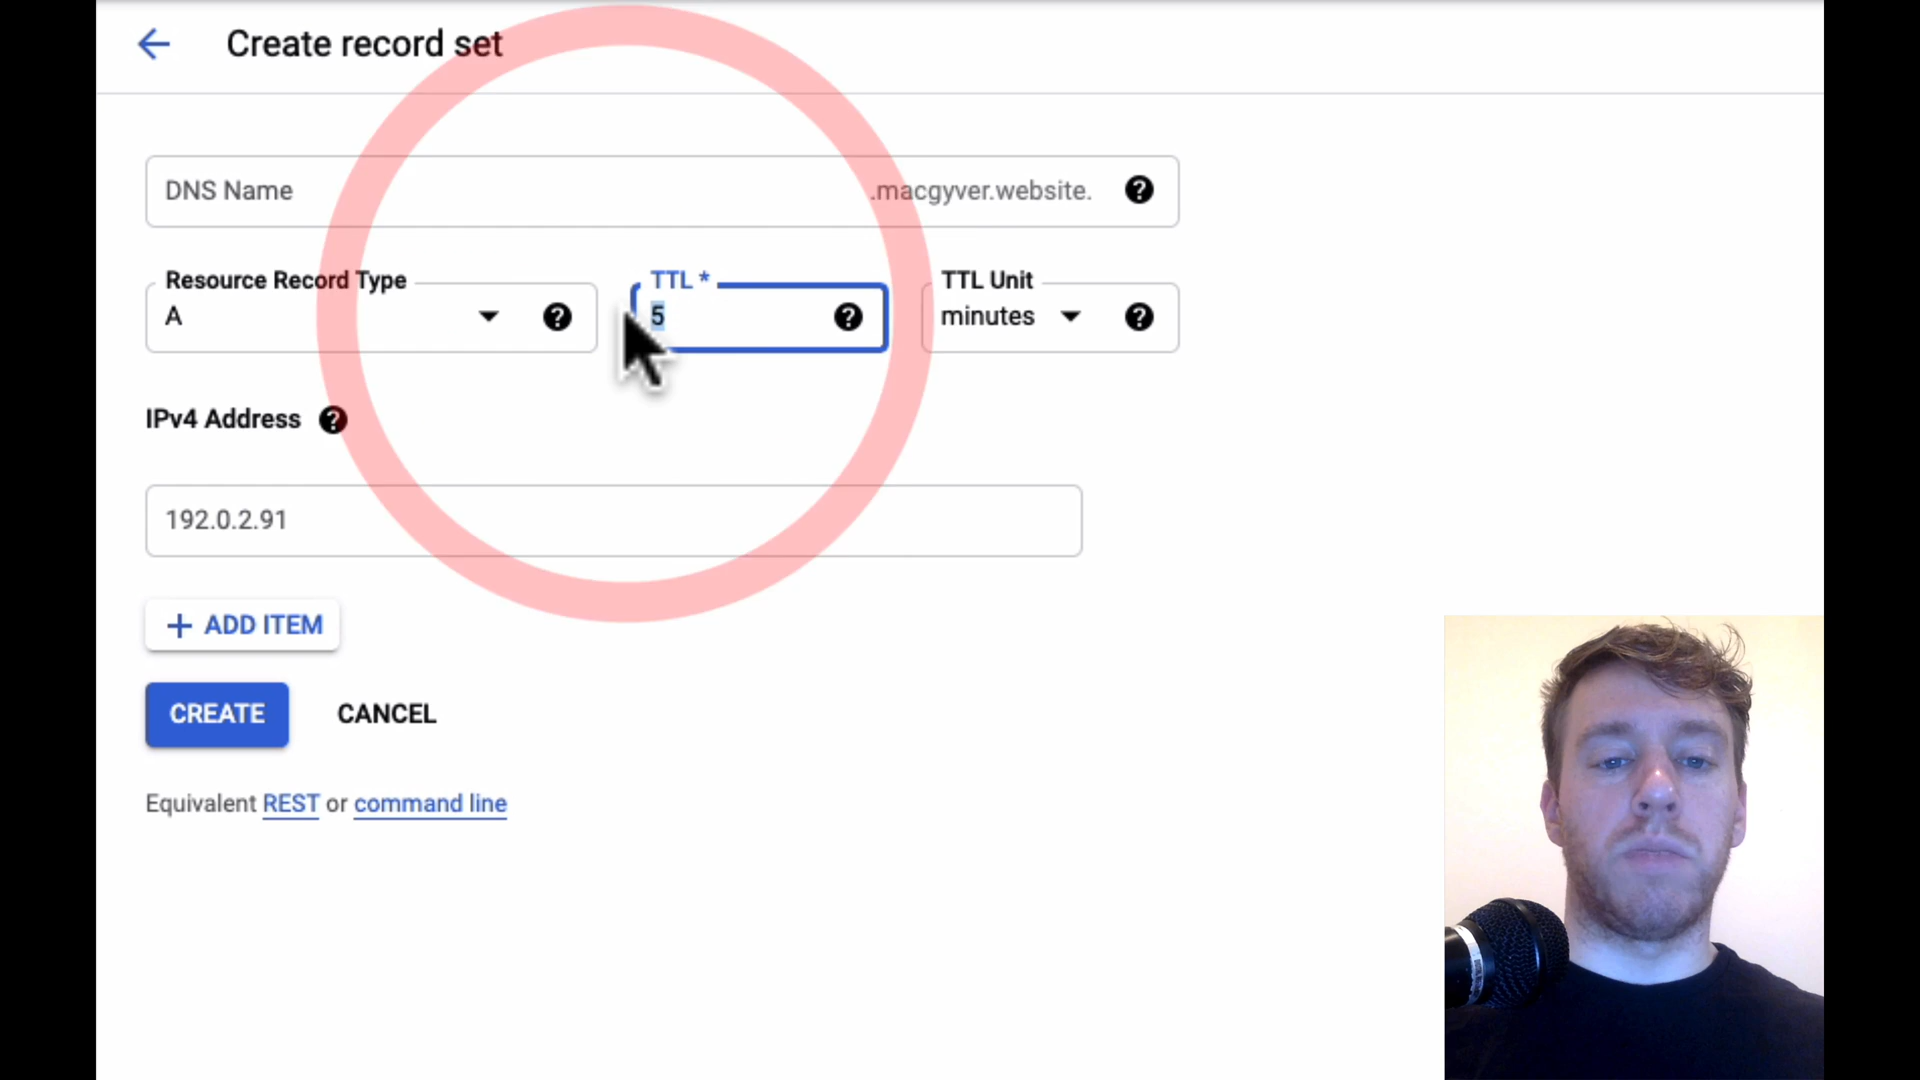 Create record set
DNS Name .macgyver.website.
Resource Record Type TTL * TTL Unit
A 5 minutes
IPv4 Address
192.0.2.91
+ ADD ITEM
CREATE CANCEL
Equivalent REST or command line